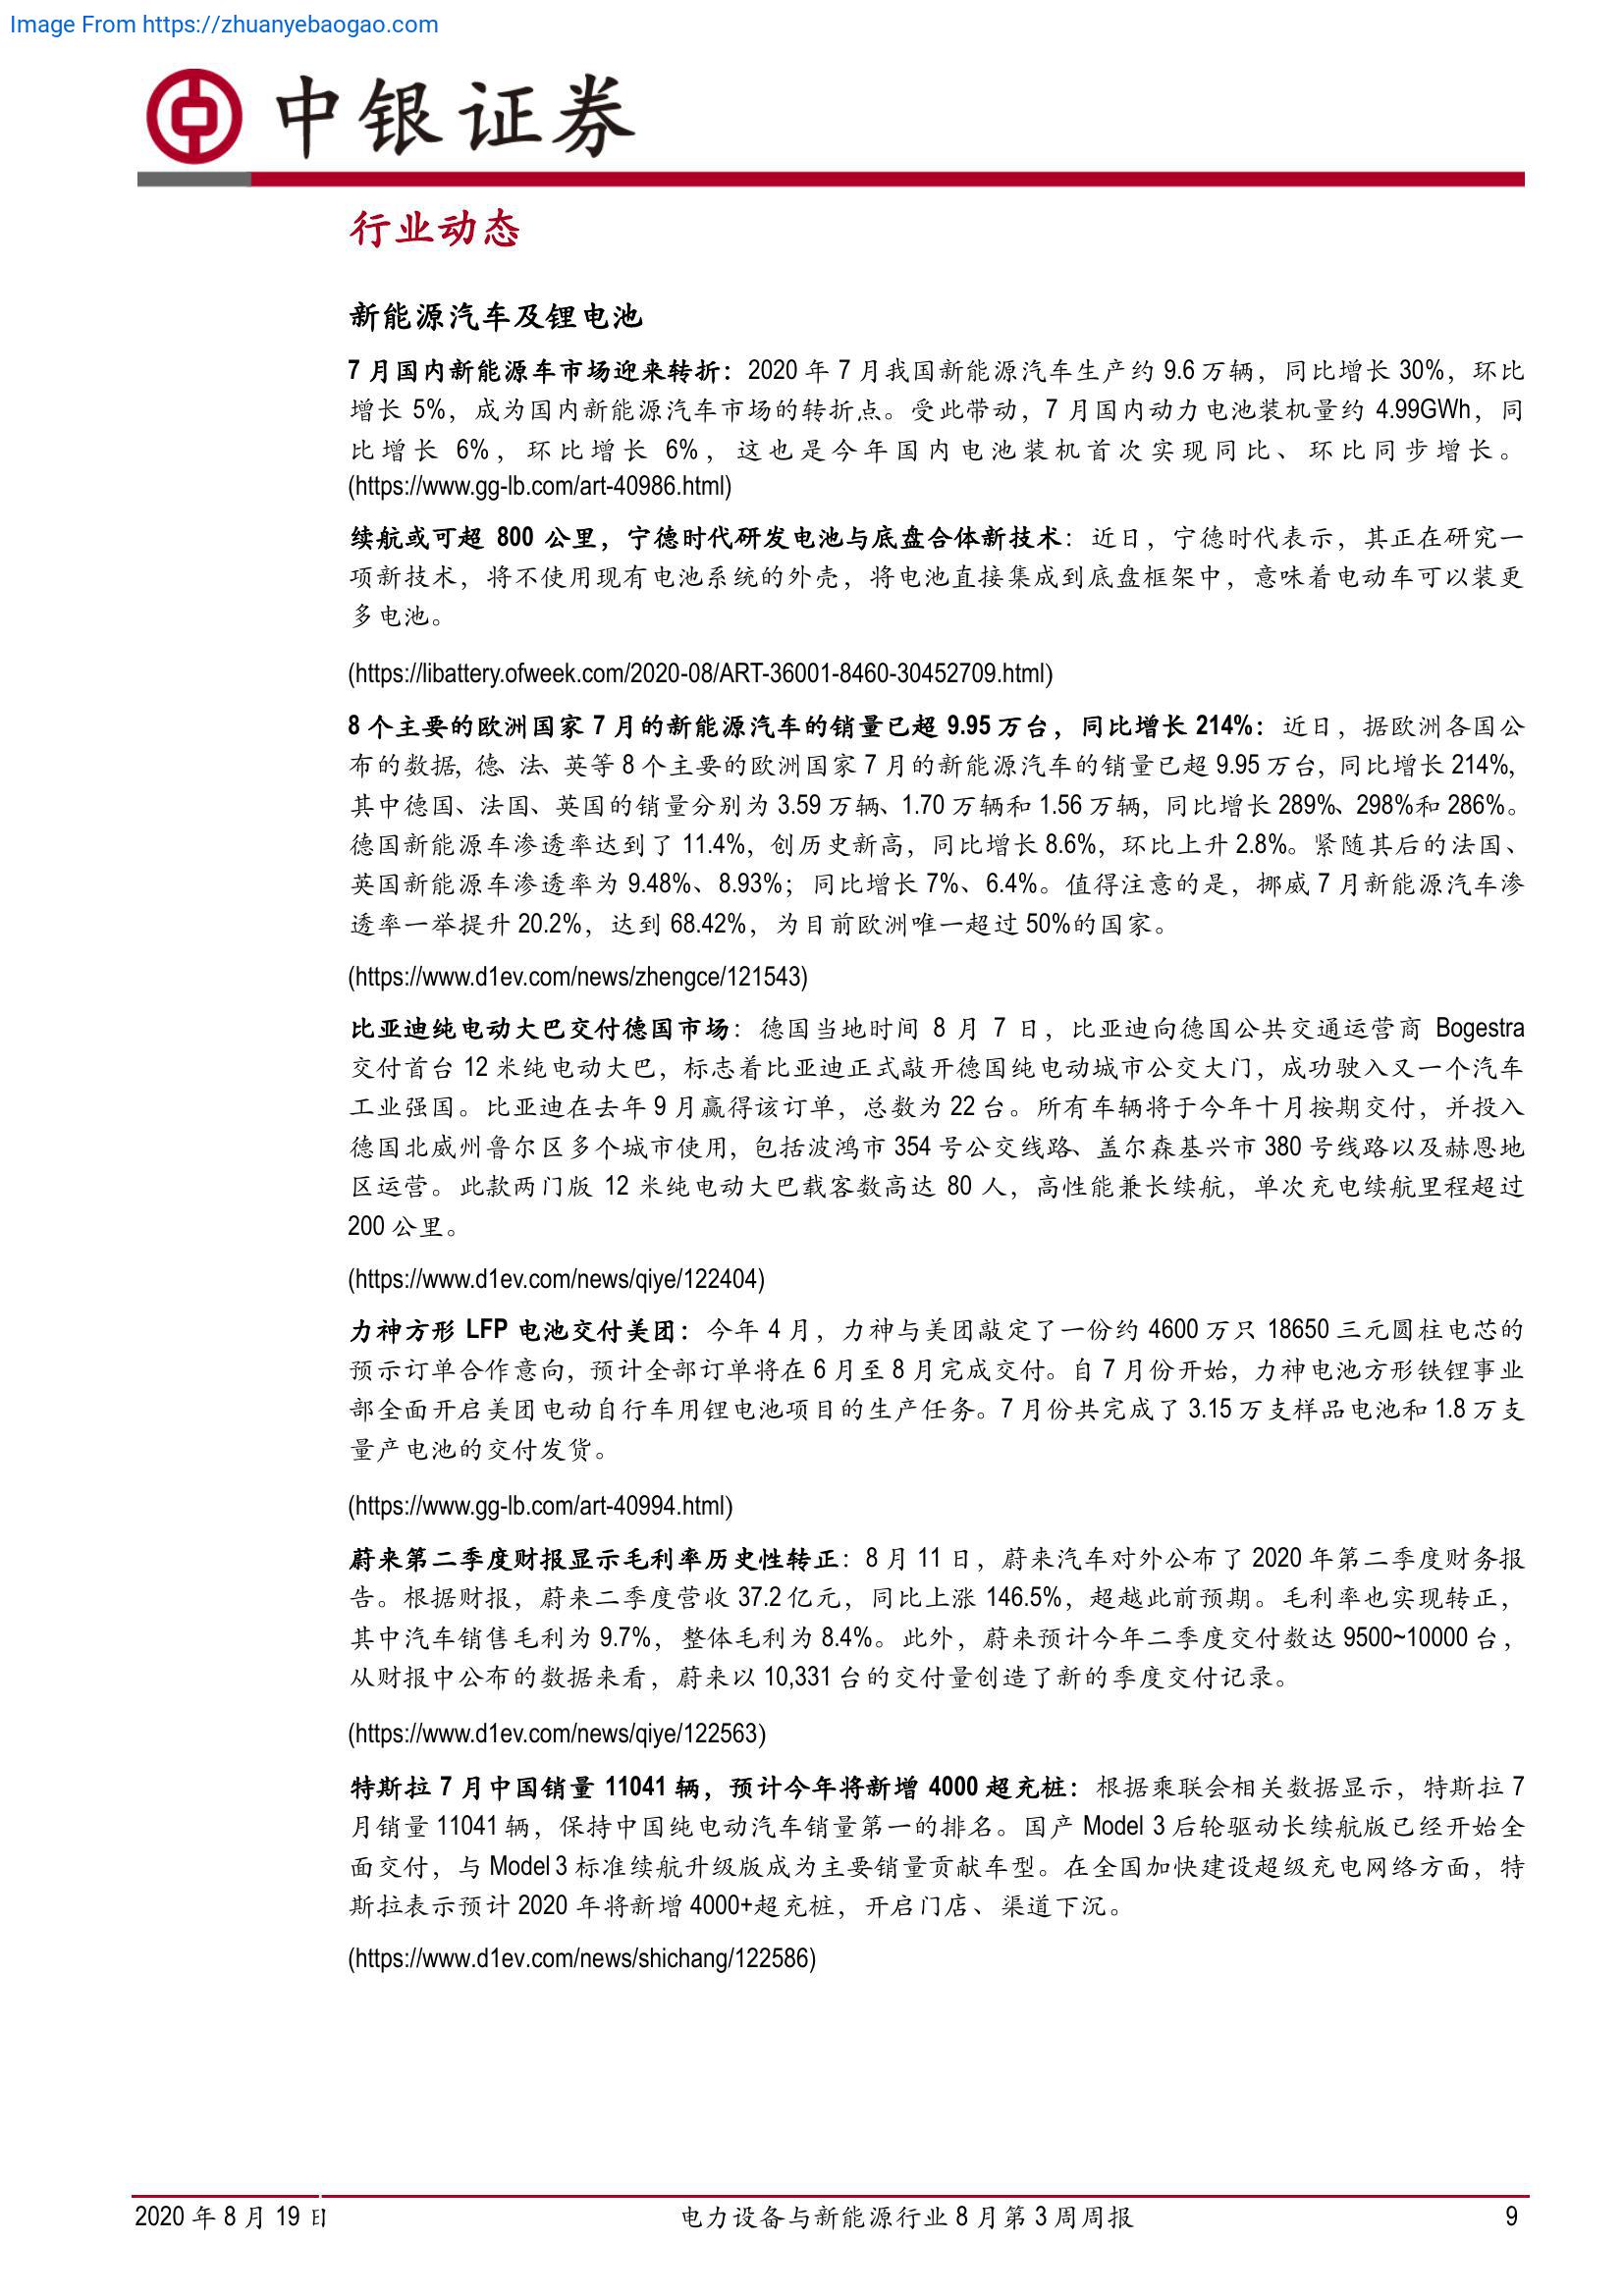 Image From https://zhuanyebaogao.com
中银证券
行业动态
新能源汽车及锂电池
7 月国内新能源车市场迎来转折：2020 年 7 月我国新能源汽车生产约 9.6 万辆，同比增长 30%，环比
增长 5%，成为国内新能源汽车市场的转折点。受此带动，7 月国内动力电池装机量约 4.99GWh，同
比增长 6%，环比增长 6%，这也是今年国内电池装机首次实现同比、环比同步增长。
(https://www.gg-lb.com/art-40986.html)
续航或可超 800 公里，宁德时代研发电池与底盘合体新技术：近日，宁德时代表示，其正在研究一
项新技术，将不使用现有电池系统的外壳，将电池直接集成到底盘框架中，意味着电动车可以装更
多电池。
(https://libattery.ofweek.com/2020-08/ART-36001-8460-30452709.html)
8 个主要的欧洲国家 7 月的新能源汽车的销量已超 9.95 万台，同比增长 214%：近日，据欧洲各国公
布的数据，德、法、英等 8 个主要的欧洲国家 7 月的新能源汽车的销量已超 9.95 万台，同比增长 214%，
其中德国、法国、英国的销量分别为 3.59 万辆、1.70 万辆和 1.56 万辆，同比增长 289%、298%和 286%。
德国新能源车渗透率达到了 11.4%，创历史新高，同比增长 8.6%，环比上升 2.8%。紧随其后的法国、
英国新能源车渗透率为 9.48%、8.93%；同比增长 7%、6.4%。值得注意的是，挪威 7 月新能源汽车渗
透率一举提升 20.2%，达到 68.42%，为目前欧洲唯一超过 50%的国家。
(https://www.d1ev.com/news/zhengce/121543)
比亚迪纯电动大巴交付德国市场：德国当地时间 8 月 7 日，比亚迪向德国公共交通运营商 Bogestra
交付首台 12 米纯电动大巴，标志着比亚迪正式敲开德国纯电动城市公交大门，成功驶入又一个汽车
工业强国。比亚迪在去年 9 月赢得该订单，总数为 22 台。所有车辆将于今年十月按期交付，并投入
德国北威州鲁尔区多个城市使用，包括波鸿市 354 号公交线路、盖尔森基兴市 380 号线路以及赫恩地
区运营。此款两门版 12 米纯电动大巴载客数高达 80 人，高性能兼长续航，单次充电续航里程超过
200 公里。
(https://www.d1ev.com/news/qiye/122404)
力神方形 LFP 电池交付美团：今年 4 月，力神与美团敲定了一份约 4600 万只 18650 三元圆柱电芯的
预示订单合作意向，预计全部订单将在 6 月至 8 月完成交付。自 7 月份开始，力神电池方形铁锂事业
部全面开启美团电动自行车用锂电池项目的生产任务。7 月份共完成了 3.15 万支样品电池和 1.8 万支
量产电池的交付发货。
(https://www.gg-lb.com/art-40994.html)
蔚来第二季度财报显示毛利率历史性转正：8 月 11 日，蔚来汽车对外公布了 2020 年第二季度财务报
告。根据财报，蔚来二季度营收 37.2 亿元，同比上涨 146.5%，超越此前预期。毛利率也实现转正，
其中汽车销售毛利为 9.7%，整体毛利为 8.4%。此外，蔚来预计今年二季度交付数达 9500~10000 台，
从财报中公布的数据来看，蔚来以 10,331 台的交付量创造了新的季度交付记录。
(https://www.d1ev.com/news/qiye/122563)
特斯拉 7 月中国销量 11041 辆，预计今年将新增 4000 超充桩：根据乘联会相关数据显示，特斯拉 7
月销量 11041 辆，保持中国纯电动汽车销量第一的排名。国产 Model 3 后轮驱动长续航版已经开始全
面交付，与 Model 3 标准续航升级版成为主要销量贡献车型。在全国加快建设超级充电网络方面，特
斯拉表示预计 2020 年将新增 4000+超充桩，开启门店、渠道下沉。
(https://www.d1ev.com/news/shichang/122586)
2020 年 8 月 19 日 电力设备与新能源行业 8 月第 3 周周报 9